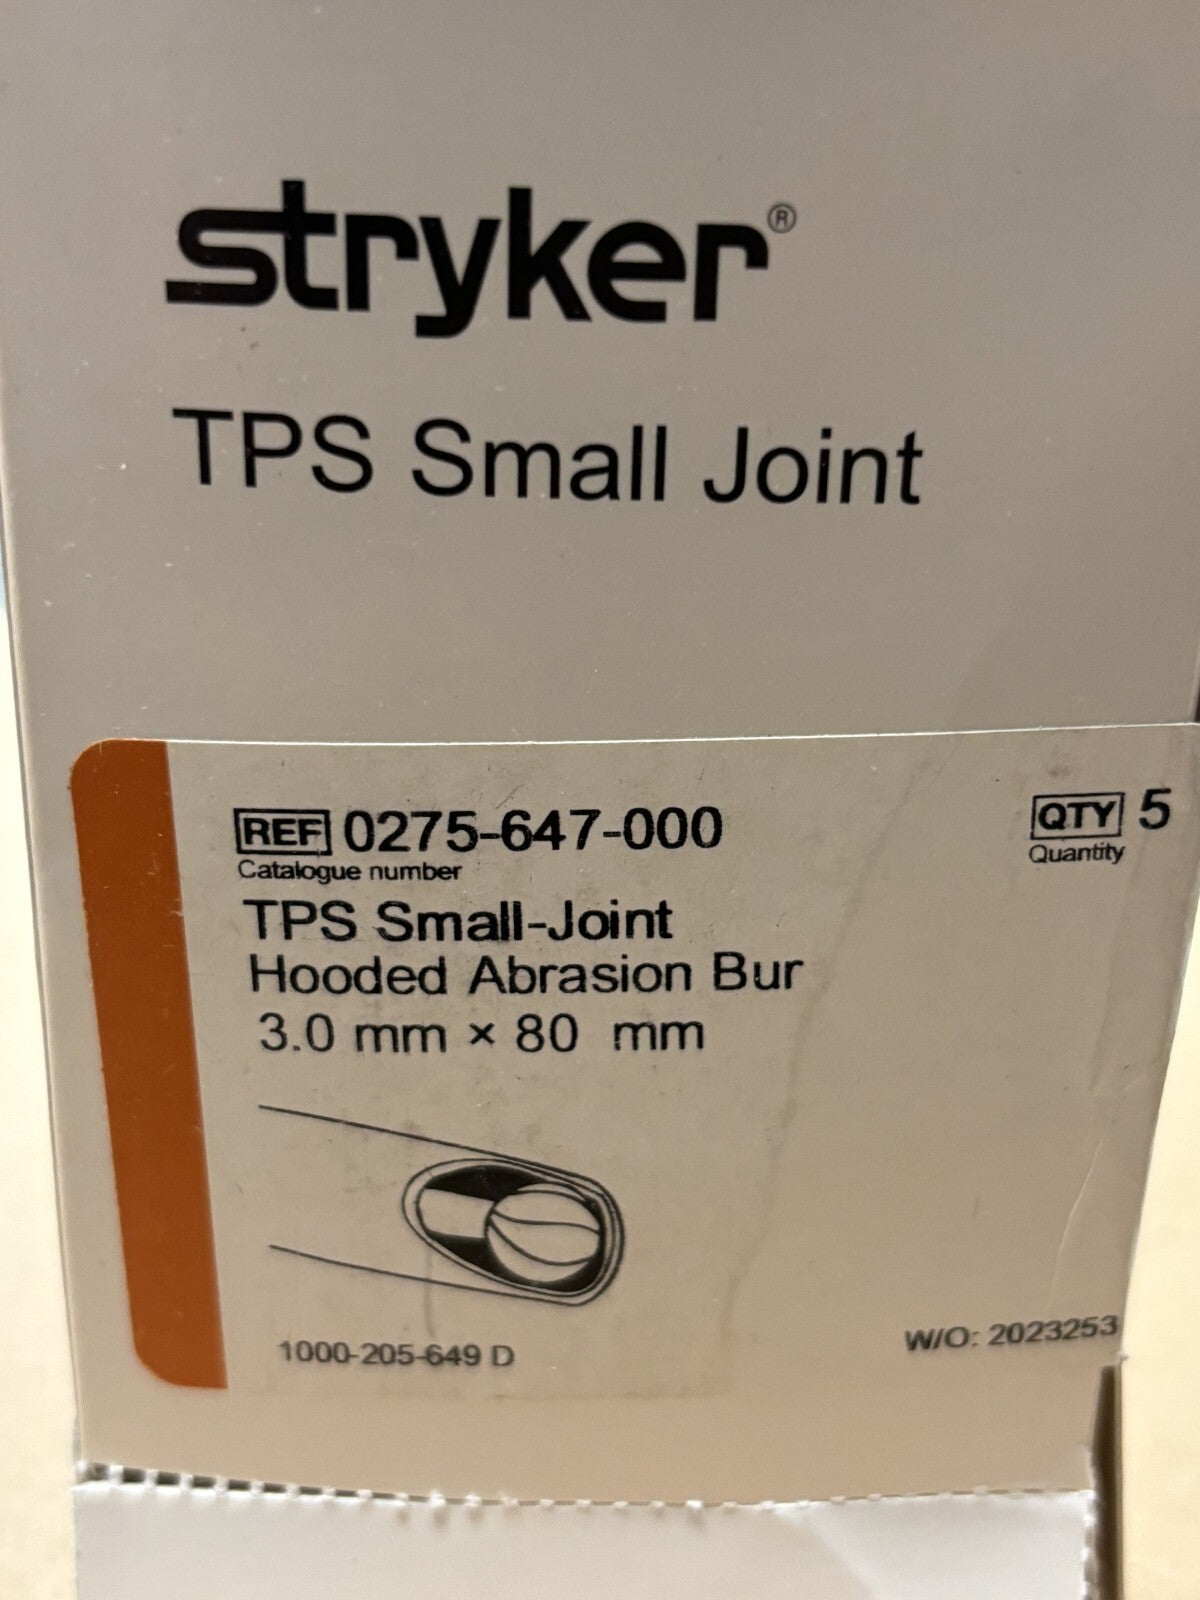 stryker®
TPS Small Joint
REF 0275-647-000
Catalogue number
QTY 5
Quantity
TPS Small-Joint
Hooded Abrasion Bur
3.0 mm × 80 mm
1000-205-649 D
W/O: 2023253